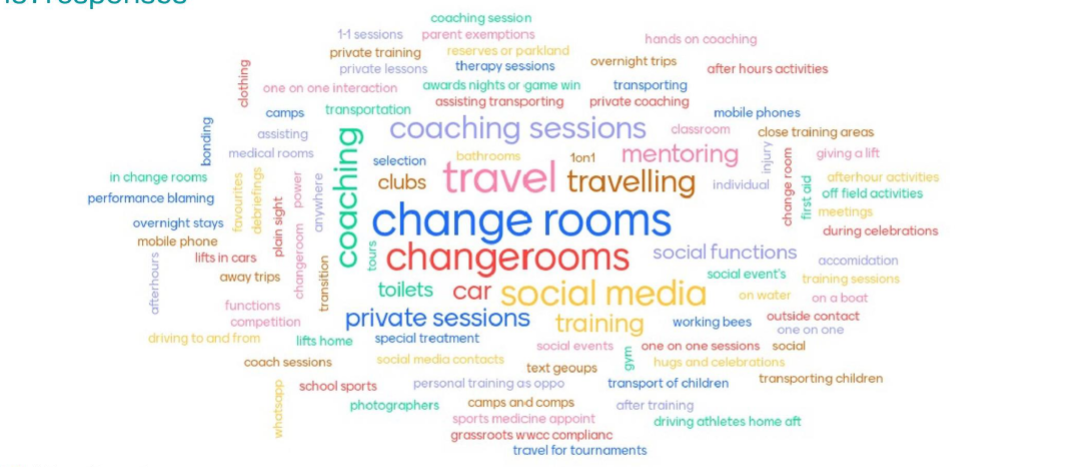 responses
coaching session
1-1 sessions
parent exemptions
hands on coaching
private training
reserves or parkland
overnight trips
private lessons
therapy sessions
after hours activities
clothing
one on one interaction
awards nights or game win
transporting
assisting transporting
private coaching
camps
transportation
mobile phones
bonding
assisting
coaching sessions
classroom
close training areas
medical rooms
coaching
selection
bathrooms
1on1
mentoring
injury
change room
giving a lift
in change rooms
favourites
debriefings
power
anywhere
clubs
travel
travelling
individual
first aid
afterhour activities
performance blaming
off field activities
plain sight
change rooms
meetings
overnight stays
during celebrations
mobile phone
changeroom
tours
changerooms
social functions
lifts in cars
accomidation
afterhours
transition
away trips
social event's
training sessions
toilets
car
social media
on water
on a boat
functions
competition
private sessions
training
working bees
outside contact
one on one
driving to and from
lifts home
special treatment
social events
gym
one on one sessions
social
coach sessions
social media contacts
text geoups
hugs and celebrations
whatsapp
school sports
personal training as oppo
transport of children
transporting children
photographers
camps and comps
after training
sports medicine appoint
driving athletes home aft
grassroots wwcc complianc
travel for tournaments